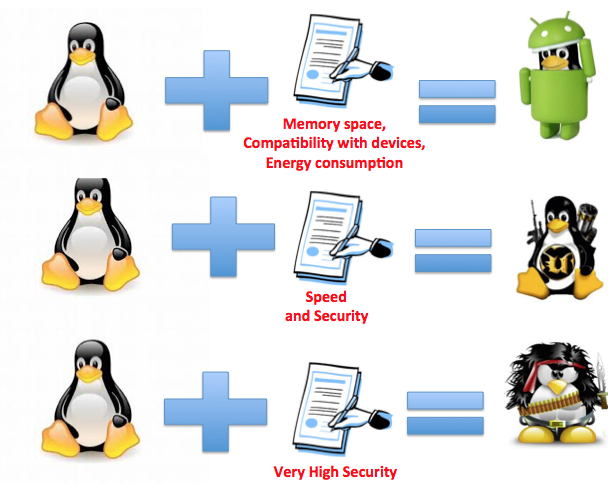 Memory space,
Compatibility with devices,
Energy consumption
Speed
and Security
Very High Security